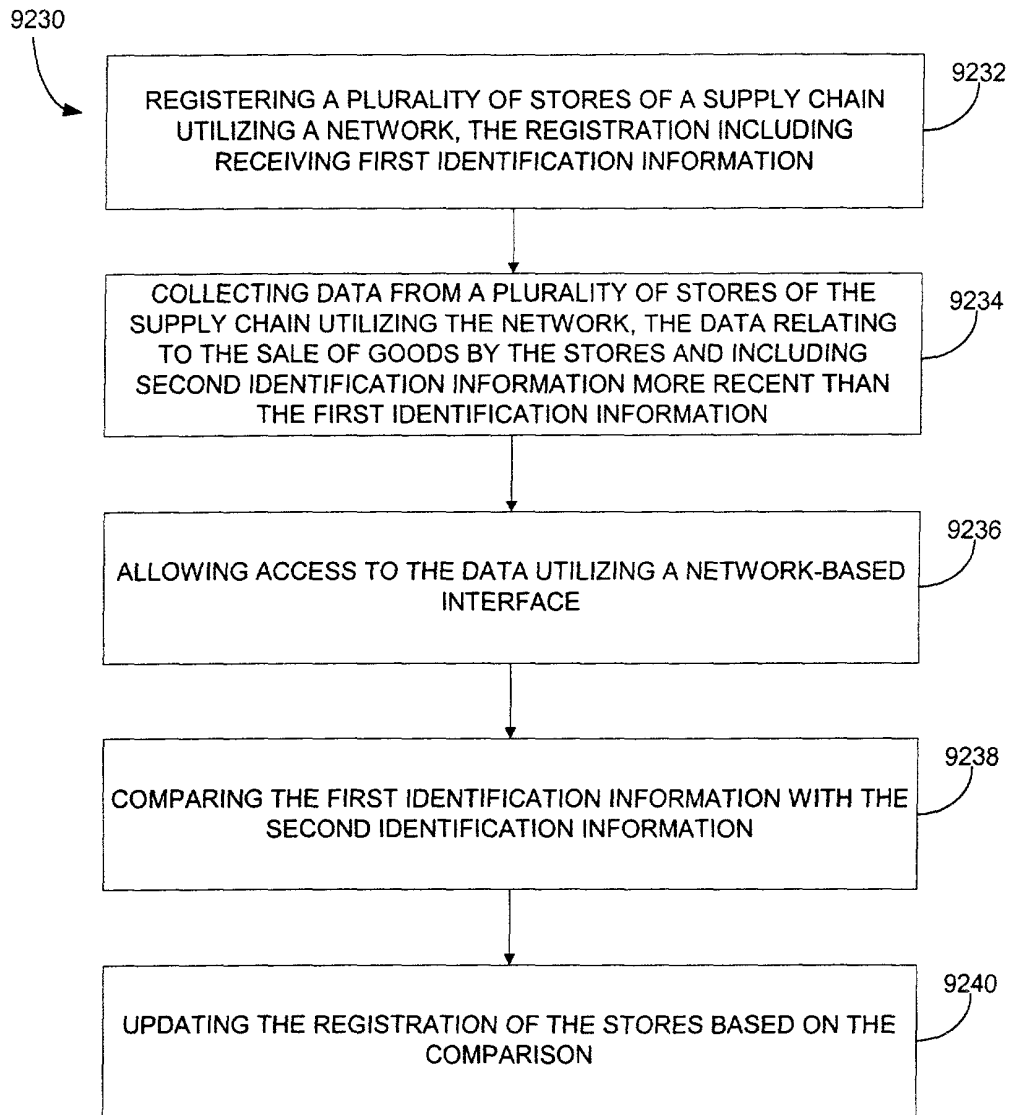 9230
9232
REGISTERING A PLURALITY OF STORES OF A SUPPLY CHAIN
UTILIZING A NETWORK, THE REGISTRATION INCLUDING
RECEIVING FIRST IDENTIFICATION INFORMATION
9234
COLLECTING DATA FROM A PLURALITY OF STORES OF THE
SUPPLY CHAIN UTILIZING THE NETWORK, THE DATA RELATING
TO THE SALE OF GOODS BY THE STORES AND INCLUDING
SECOND IDENTIFICATION INFORMATION MORE RECENT THAN
THE FIRST IDENTIFICATION INFORMATION
9236
ALLOWING ACCESS TO THE DATA UTILIZING A NETWORK-BASED
INTERFACE
9238
COMPARING THE FIRST IDENTIFICATION INFORMATION WITH THE
SECOND IDENTIFICATION INFORMATION
9240
UPDATING THE REGISTRATION OF THE STORES BASED ON THE
COMPARISON